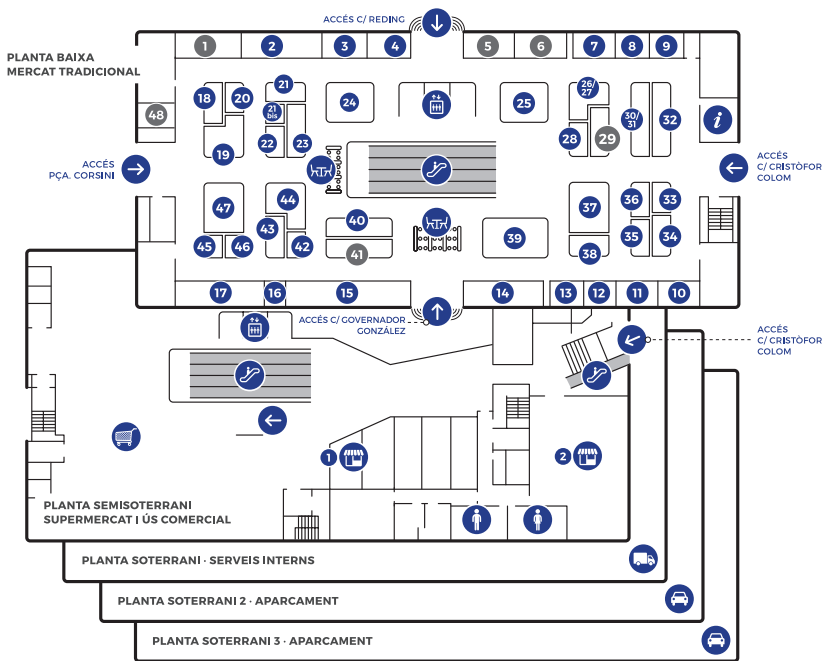 ACCÉS C/ REDING
PLANTA BAIXA
MERCAT TRADICIONAL
1
2
3
4
5
6
7
8
9
18
20
21
21
bis
22
23
19
24
25
26/
27
28
29
30/
31
32
i
48
ACCÉS
PÇA. CORSINI
ACCÉS
C/ CRISTÒFOR
COLOM
47
44
43
45
46
42
40
41
39
37
38
36
33
35
34
17
16
15
14
13
12
11
10
ACCÉS C/ GOVERNADOR
GONZÁLEZ
ACCÉS
C/ CRISTÒFOR
COLOM
1
2
PLANTA SEMISOTERRANI
SUPERMERCAT I ÚS COMERCIAL
PLANTA SOTERRANI · SERVEIS INTERNS
PLANTA SOTERRANI 2 · APARCAMENT
PLANTA SOTERRANI 3 · APARCAMENT